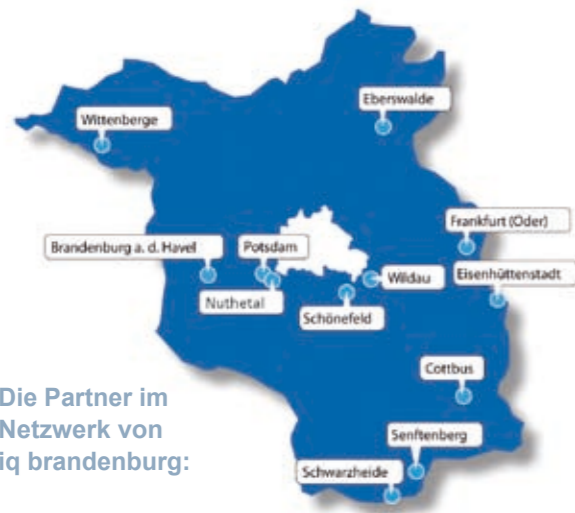 Eberswalde
Wittenberge
Frankfurt (Oder)
Brandenburg a. d. Havel
Potsdam
Wildau
Eisenhüttenstadt
Nuthetal
Schönefeld
Cottbus
Die Partner im
Netzwerk von
iq brandenburg:
Senftenberg
Schwarzheide